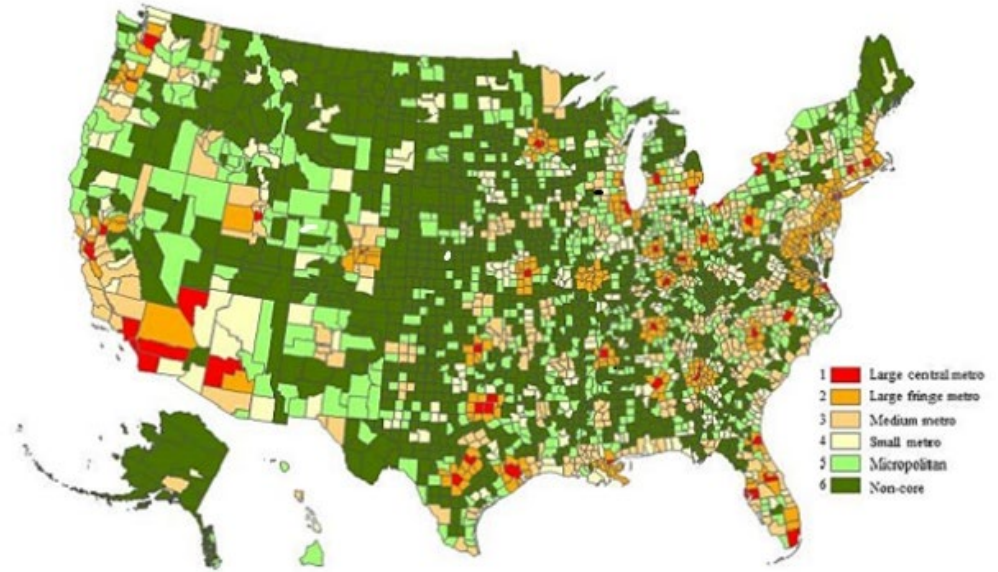 1 Large central metro
2 Large fringe metro
3 Medium metro
4 Small metro
5 Micropolitan
6 Non-core